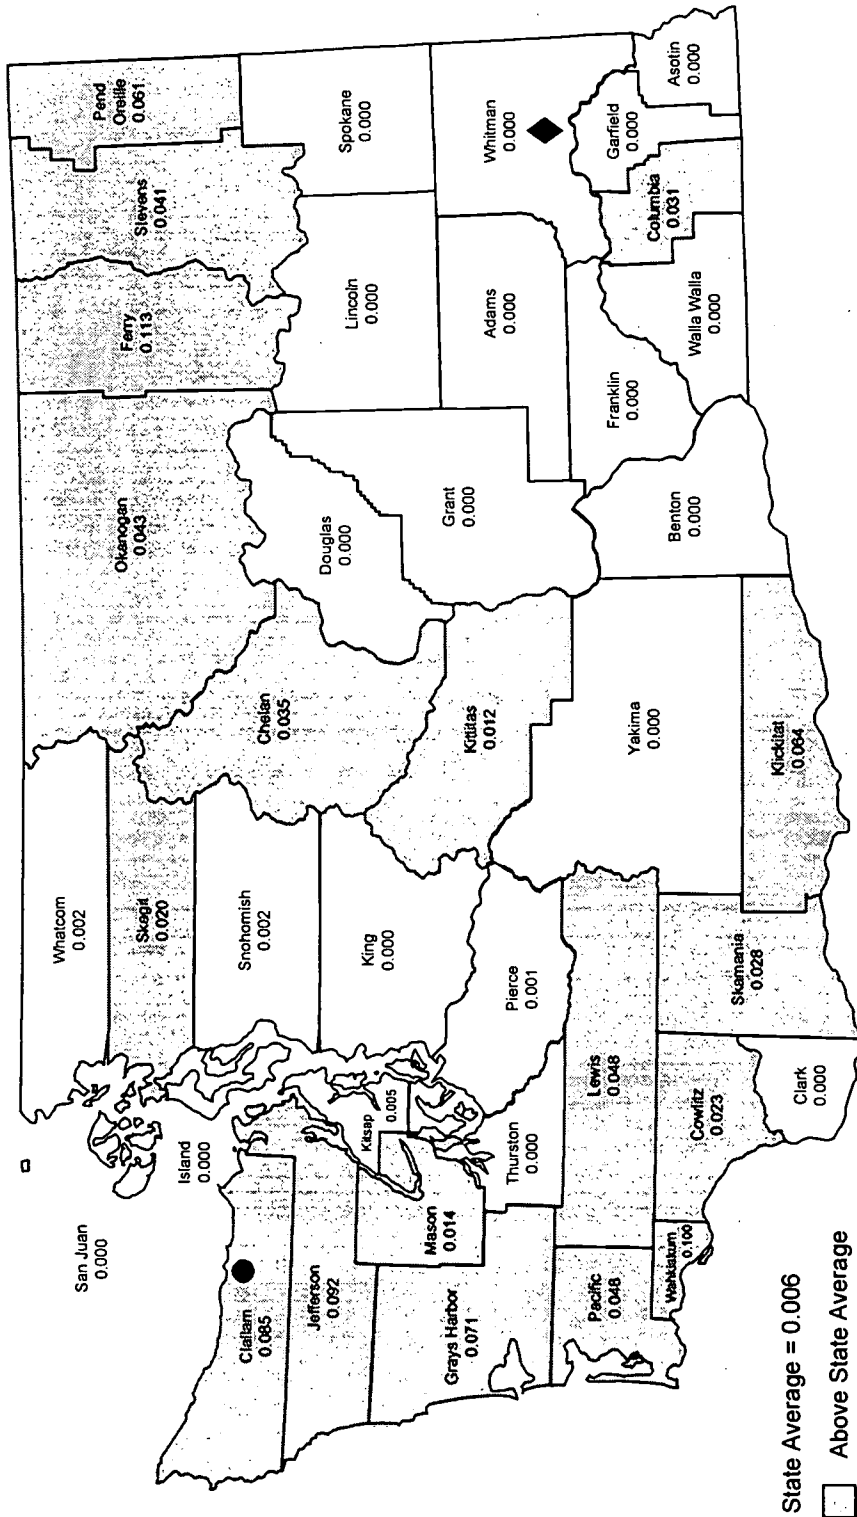 San Juan
0.000
Whatcom
0.002
Skagit
0.020
Island
0.000
Snohomish
0.002
Clallam
0.085
Jefferson
0.092
Kitsap
0.005
King
0.000
Mason
0.014
Grays Harbor
0.071
Thurston
0.000
Pierce
0.001
Pacific
0.048
Lewis
0.048
Wahkiakum
0.100
Cowlitz
0.023
Skamania
0.028
Clark
0.000
Okanogan
0.043
Ferry
0.113
Stevens
0.041
Pend
Oreille
0.061
Chelan
0.035
Douglas
0.000
Lincoln
0.000
Spokane
0.000
Kittitas
0.012
Grant
0.000
Adams
0.000
Whitman
0.000
Yakima
0.000
Klickitat
0.064
Benton
0.000
Franklin
0.000
Walla Walla
0.000
Columbia
0.031
Garfield
0.000
Asotin
0.000
State Average = 0.006
Above State Average